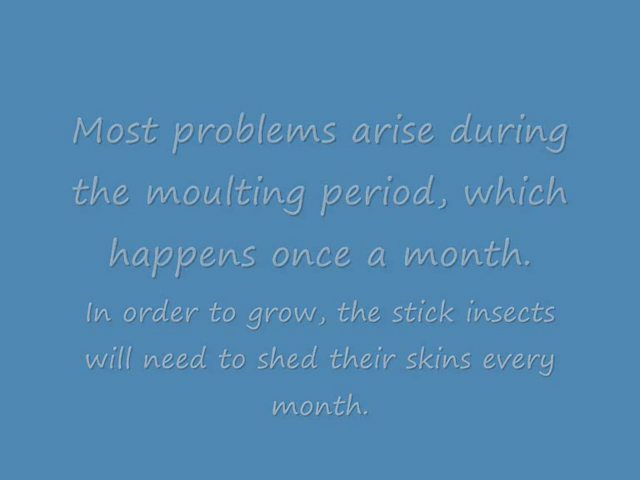 Most problems arise during
the moulting period, which
happens once a month.
In order to grow, the stick insects
will need to shed their skins every
month.